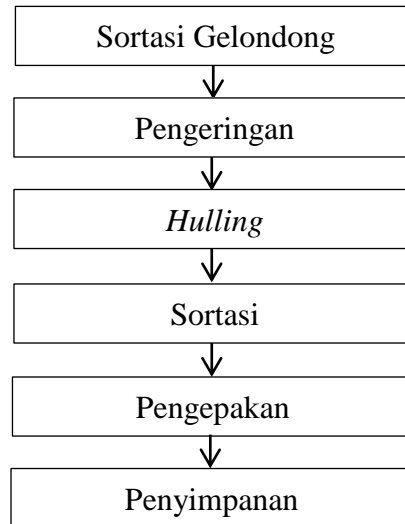 Sortasi Gelondong
Pengeringan
Hulling
Sortasi
Pengepakan
Penyimpanan